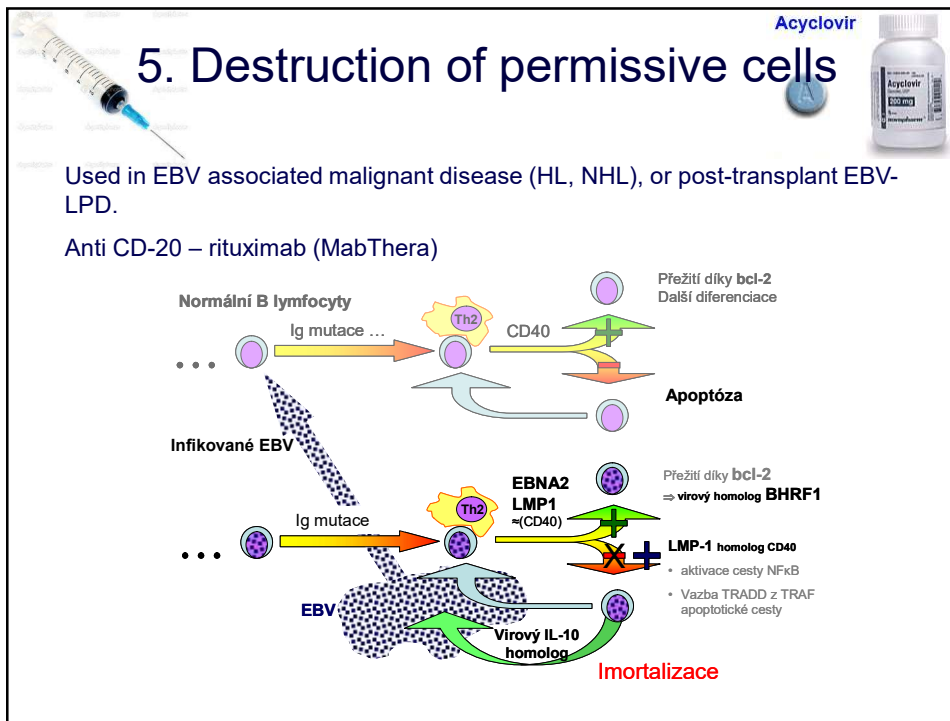 Acyclovir
5. Destruction of permissive cells
Acyclovir
200 mg
A
Used in EBV associated malignant disease (HL, NHL), or post-transplant EBV-
LPD.
Anti CD-20 – rituximab (MabThera)
Normální B lymfocyty
Ig mutace ...
Th2
CD40
+
Přežití díky bcl-2
Další diferenciace
• • •
Apoptóza
Infikované EBV
Ig mutace
• • •
Th2
EBNA2
LMP1
≈(CD40)
+
X
+
Přežití díky bcl-2
⇒ virový homolog BHRF1
LMP-1 homolog CD40
• aktivace cesty NFκB
• Vazba TRADD z TRAF
apoptotické cesty
EBV
Virový IL-10
homolog
Imortalizace